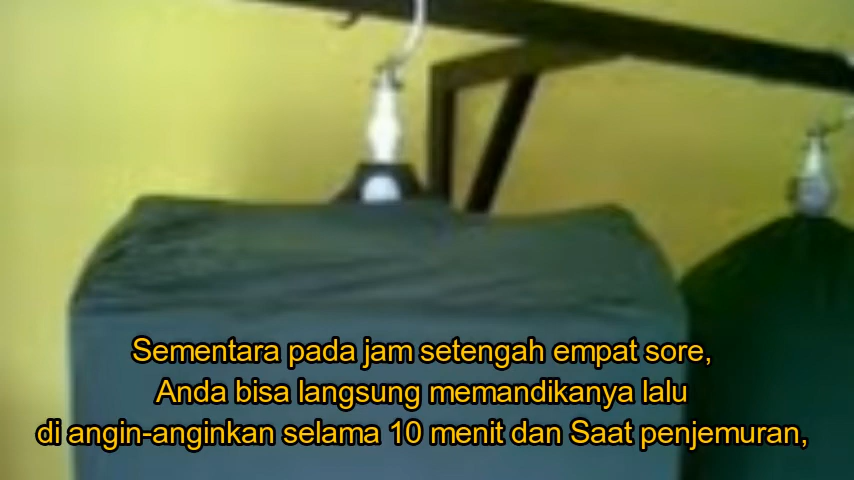 Sementara pada jam setengah empat sore,
Anda bisa langsung memandikanya lalu
di angin-anginkan selama 10 menit dan Saat penjemuran,